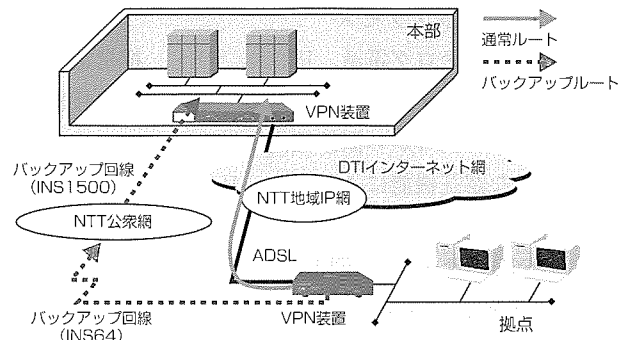 本部
通常ルート
バックアップルート
VPN装置
バックアップ回線
(INS1500)
DTIインターネット網
NTT地域IP網
NTT公衆網
ADSL
バックアップ回線
(INS64)
VPN装置
拠点